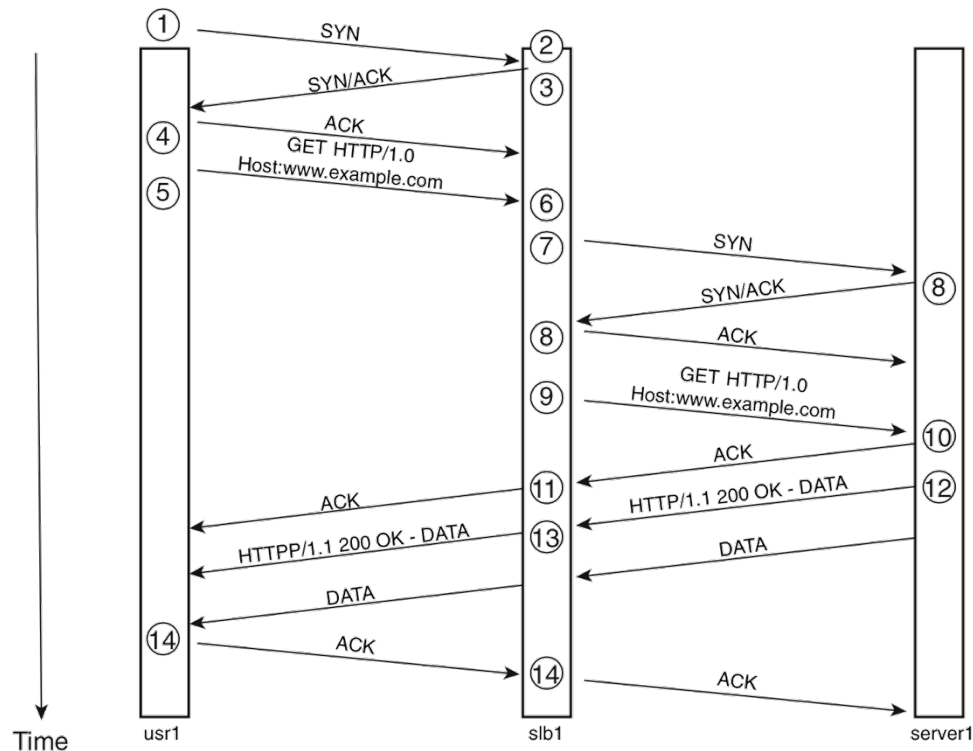 ①
SYN
②
SYN/ACK
③
④
ACK
GET HTTP/1.0
Host:www.example.com
⑤
⑥
⑦
SYN
⑧
SYN/ACK
⑧
ACK
GET HTTP/1.0
⑨
Host:www.example.com
⑩
ACK
⑪
ACK
⑫
HTTP/1.1 200 OK - DATA
⑬
HTTPP/1.1 200 OK - DATA
DATA
DATA
⑭
ACK
⑭
ACK
Time
usr1
slb1
server1